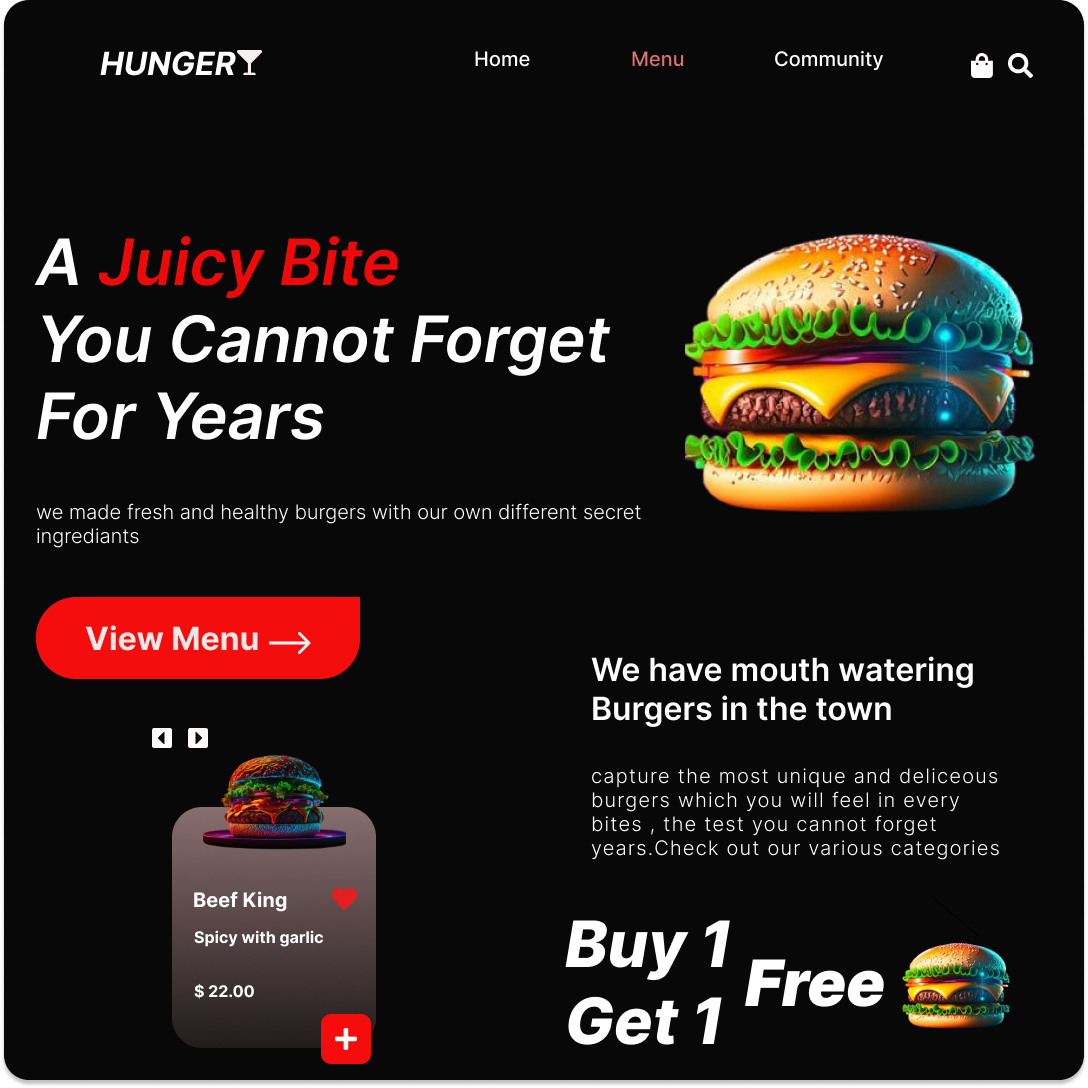 HUNGERY
Home
Menu
Community
A Juicy Bite
You Cannot Forget
For Years
we made fresh and healthy burgers with our own different secret
ingrediants
View Menu
We have mouth watering
Burgers in the town
capture the most unique and deliceous
burgers which you will feel in every
bites , the test you cannot forget
years.Check out our various categories
Beef King
Spicy with garlic
$ 22.00
Buy 1
Get 1
Free